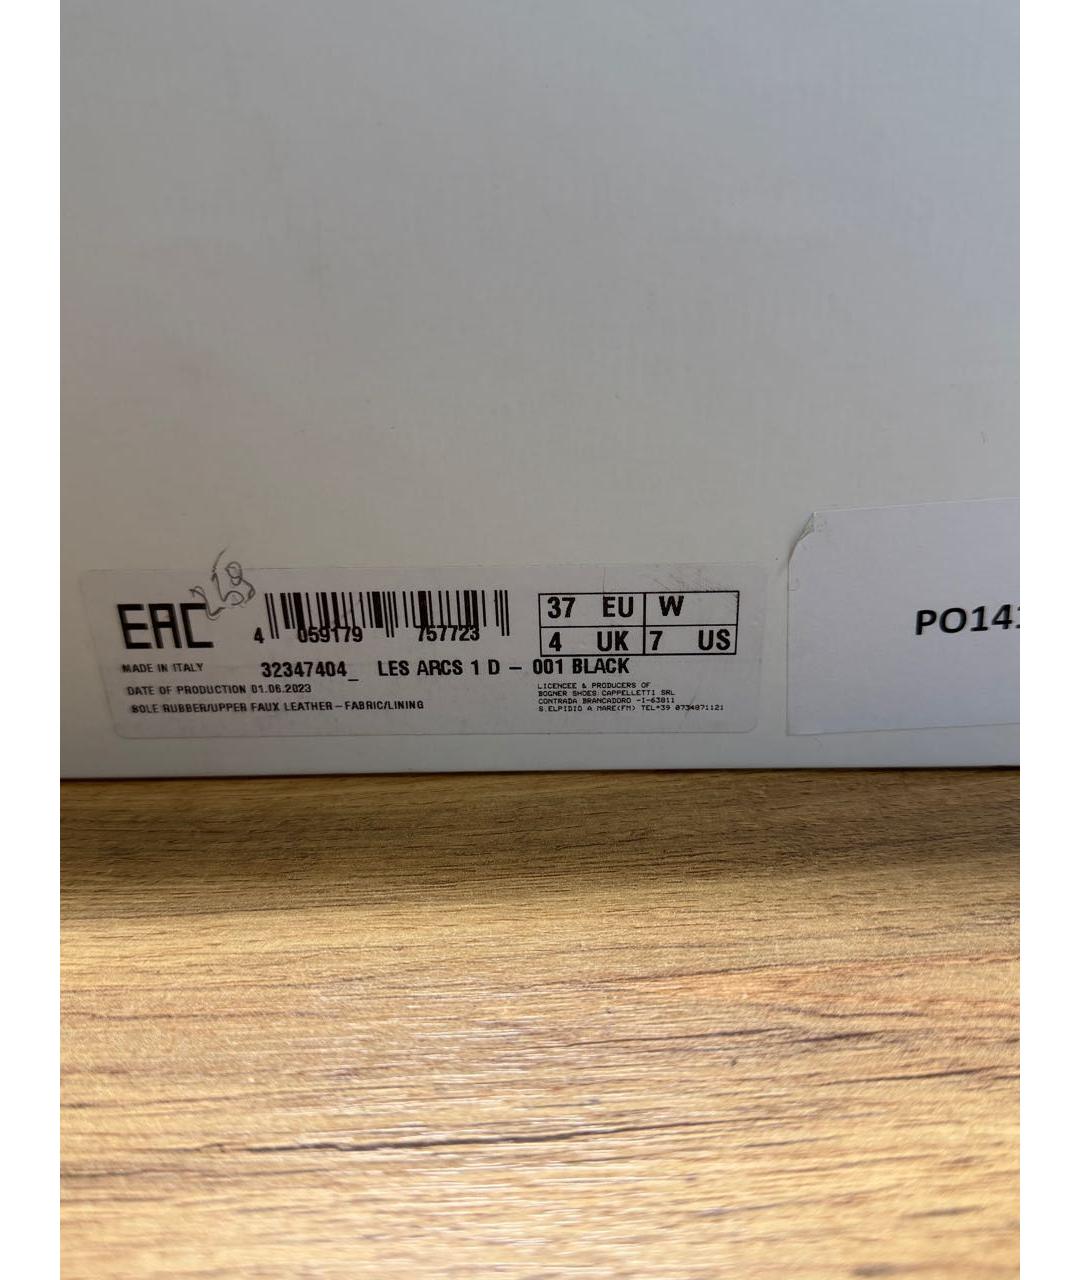 EAC
268
4 059179 757723
37 EU W
4 UK 7 US
MADE IN ITALY
32347404_ LES ARCS 1 D - 001 BLACK
DATE OF PRODUCTION 01.06.2023
SOLE RUBBER/UPPER FAUX LEATHER-FABRIC/LINING
LICENCEE & PRODUCERS OF
BOGNER SHOES:CAPPELLETTI SRL
CONTRADA BRANCADORO -I-63811
S.ELPIDIO A MARE(FM) TEL+39 0734871121
PO141